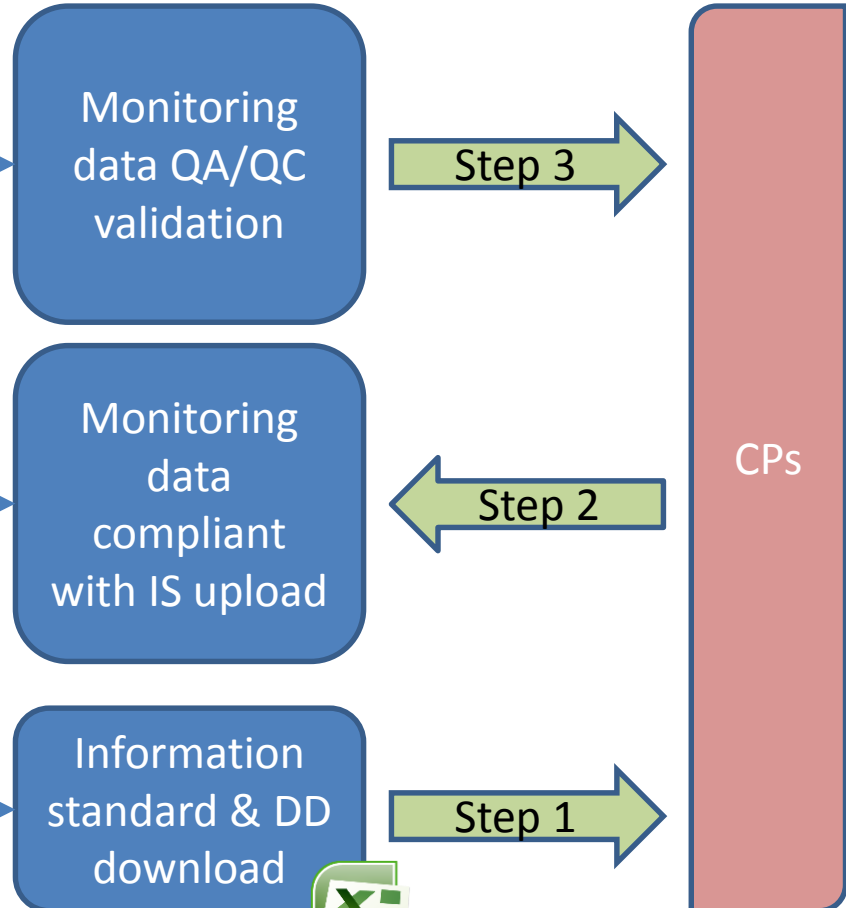 Monitoring
data QA/QC
validation
Step 3
Monitoring
data
compliant
with IS upload
Step 2
CPs
Information
standard & DD
download
Step 1